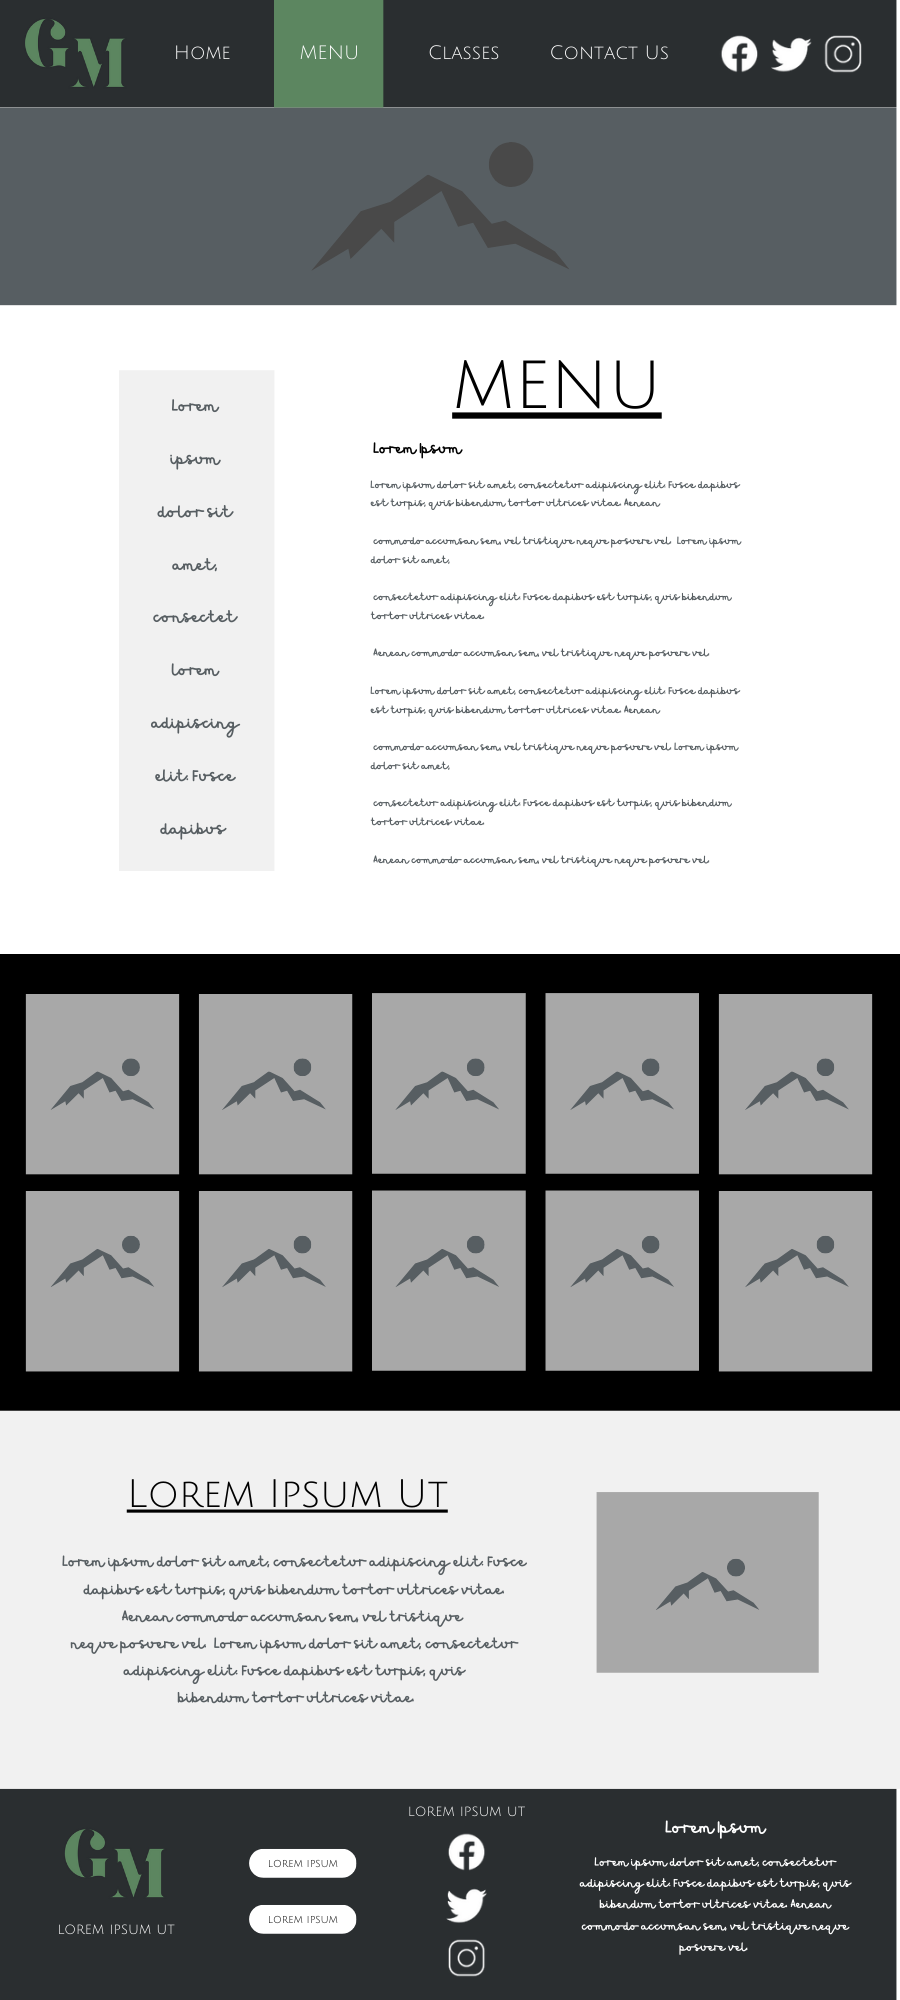 GM
Home
MENU
Classes
Contact Us
MENU
Lorem
ipsum
dolor sit
amet,
consectet
lorem
adipiscing
elit. Fusce
dapibus
Lorem Ipsum
Lorem ipsum dolor sit amet, consectetur adipiscing elit. Fusce dapibus
est turpis, quis bibendum tortor ultrices vitae. Aenean
commodo accumsan sem, vel tristique neque posuere vel. Lorem ipsum
dolor sit amet,
consectetur adipiscing elit. Fusce dapibus est turpis, quis bibendum
tortor ultrices vitae.
Aenean commodo accumsan sem, vel tristique neque posuere vel.
Lorem ipsum dolor sit amet, consectetur adipiscing elit. Fusce dapibus
est turpis, quis bibendum tortor ultrices vitae. Aenean
commodo accumsan sem, vel tristique neque posuere vel. Lorem ipsum
dolor sit amet,
consectetur adipiscing elit. Fusce dapibus est turpis, quis bibendum
tortor ultrices vitae.
Aenean commodo accumsan sem, vel tristique neque posuere vel.
Lorem Ipsum Ut
Lorem ipsum dolor sit amet, consectetur adipiscing elit. Fusce
dapibus est turpis, quis bibendum tortor ultrices vitae.
Aenean commodo accumsan sem, vel tristique
neque posuere vel. Lorem ipsum dolor sit amet, consectetur
adipiscing elit. Fusce dapibus est turpis, quis
bibendum tortor ultrices vitae.
GM
LOREM IPSUM UT
LOREM IPSUM
LOREM IPSUM
LOREM IPSUM UT
Lorem Ipsum
Lorem ipsum dolor sit amet, consectetur
adipiscing elit. Fusce dapibus est turpis, quis
bibendum tortor ultrices vitae. Aenean
commodo accumsan sem, vel tristique neque
posuere vel.